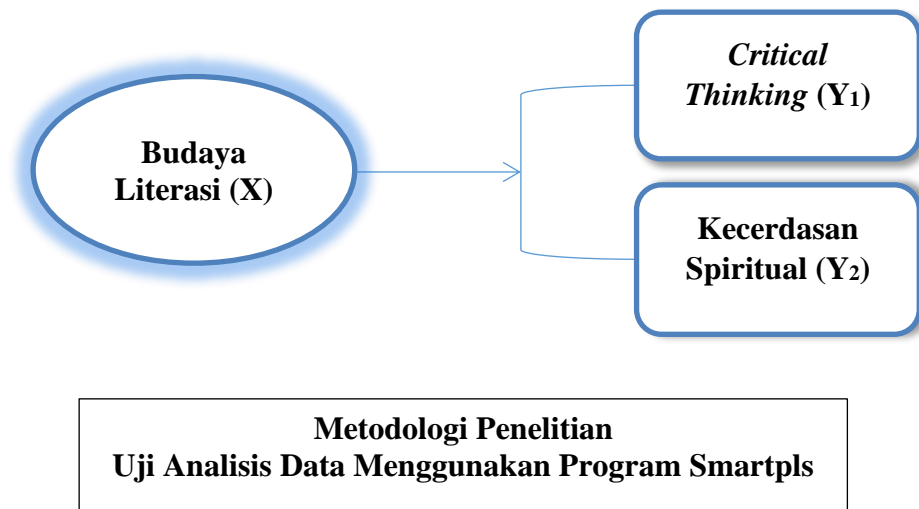 Budaya
Literasi (X)
Critical
Thinking (Y₁)
Kecerdasan
Spiritual (Y₂)
Metodologi Penelitian
Uji Analisis Data Menggunakan Program Smartpls